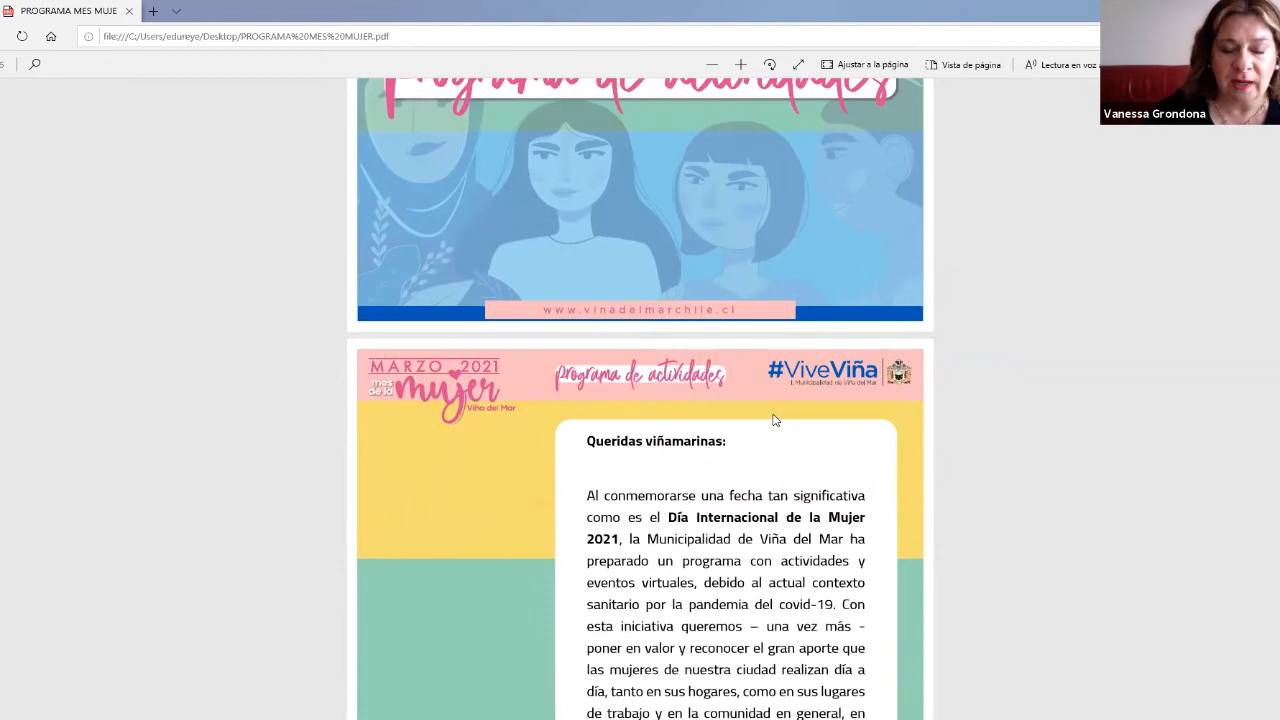 PROGRAMA MES MUJE
file:///C:/Users/edureye/Desktop/PROGRAMA%20MES%20MUJER.pdf
Ajustar a la página
Vista de página
Lectura en voz
Vanessa Grondona
Programa de actividades
www.vinadelmarchile.cl
MARZO 2021
mes de la mujer
Viña del Mar
programa de actividades
#ViveViña
I. Municipalidad de Viña del Mar
Queridas viñamarinas:
Al conmemorarse una fecha tan significativa
como es el Día Internacional de la Mujer
2021, la Municipalidad de Viña del Mar ha
preparado un programa con actividades y
eventos virtuales, debido al actual contexto
sanitario por la pandemia del covid-19. Con
esta iniciativa queremos – una vez más -
poner en valor y reconocer el gran aporte que
las mujeres de nuestra ciudad realizan día a
día, tanto en sus hogares, como en sus lugares
de trabajo y en la comunidad en general, en